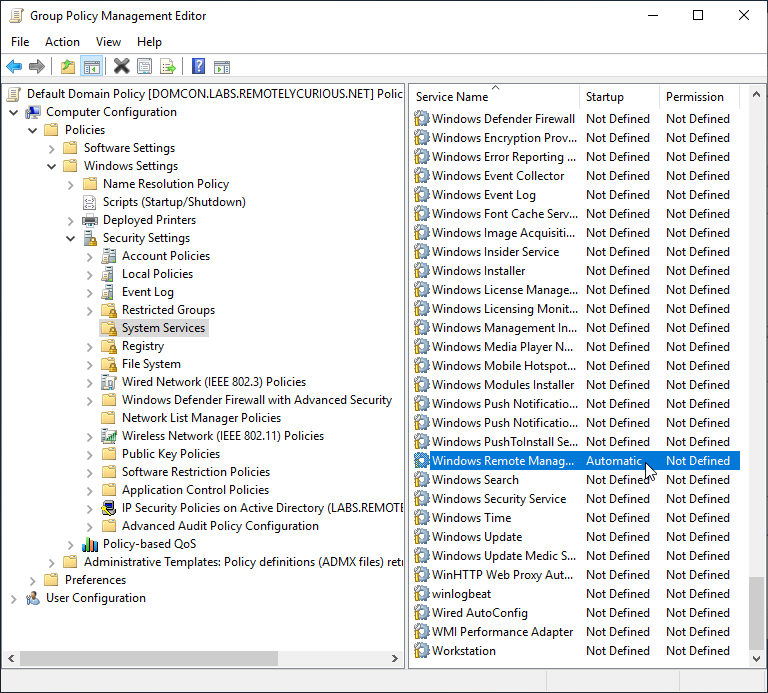 Group Policy Management Editor
File Action View Help
Default Domain Policy [DOMCON.LABS.REMOTELYCURIOUS.NET] Polic
Computer Configuration
Policies
Software Settings
Windows Settings
Name Resolution Policy
Scripts (Startup/Shutdown)
Deployed Printers
Security Settings
Account Policies
Local Policies
Event Log
Restricted Groups
System Services
Registry
File System
Wired Network (IEEE 802.3) Policies
Windows Defender Firewall with Advanced Security
Network List Manager Policies
Wireless Network (IEEE 802.11) Policies
Public Key Policies
Software Restriction Policies
Application Control Policies
IP Security Policies on Active Directory (LABS.REMOTE
Advanced Audit Policy Configuration
Policy-based QoS
Administrative Templates: Policy definitions (ADMX files) retr
Preferences
User Configuration
Service Name Startup Permission
Windows Defender Firewall Not Defined Not Defined
Windows Encryption Prov... Not Defined Not Defined
Windows Error Reporting ... Not Defined Not Defined
Windows Event Collector Not Defined Not Defined
Windows Event Log Not Defined Not Defined
Windows Font Cache Serv... Not Defined Not Defined
Windows Image Acquisiti... Not Defined Not Defined
Windows Insider Service Not Defined Not Defined
Windows Installer Not Defined Not Defined
Windows License Manage... Not Defined Not Defined
Windows Licensing Monit... Not Defined Not Defined
Windows Management In... Not Defined Not Defined
Windows Media Player N... Not Defined Not Defined
Windows Mobile Hotspot... Not Defined Not Defined
Windows Modules Installer Not Defined Not Defined
Windows Push Notificatio... Not Defined Not Defined
Windows Push Notificatio... Not Defined Not Defined
Windows PushToInstall Se... Not Defined Not Defined
Windows Remote Manag... Automatic Not Defined
Windows Search Not Defined Not Defined
Windows Security Service Not Defined Not Defined
Windows Time Not Defined Not Defined
Windows Update Not Defined Not Defined
Windows Update Medic S... Not Defined Not Defined
WinHTTP Web Proxy Aut... Not Defined Not Defined
winlogbeat Not Defined Not Defined
Wired AutoConfig Not Defined Not Defined
WMI Performance Adapter Not Defined Not Defined
Workstation Not Defined Not Defined